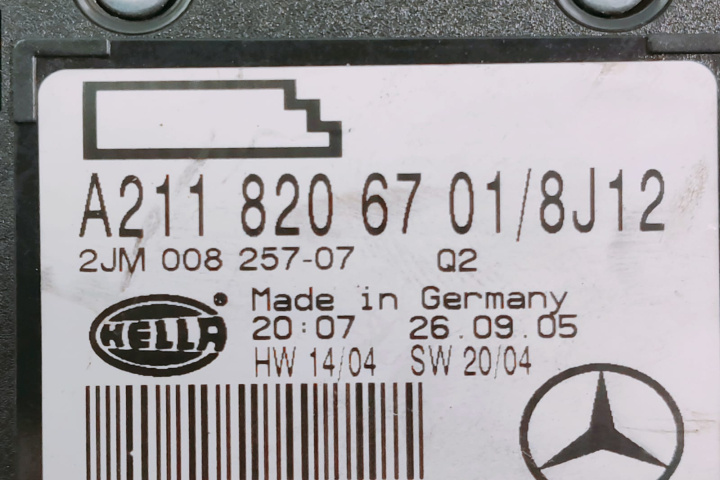 A211 820 67 01/8J12
2JM 008 257-07 Q2
HELLA ® Made in Germany
20:07 26.09.05
HW 14/04 SW 20/04